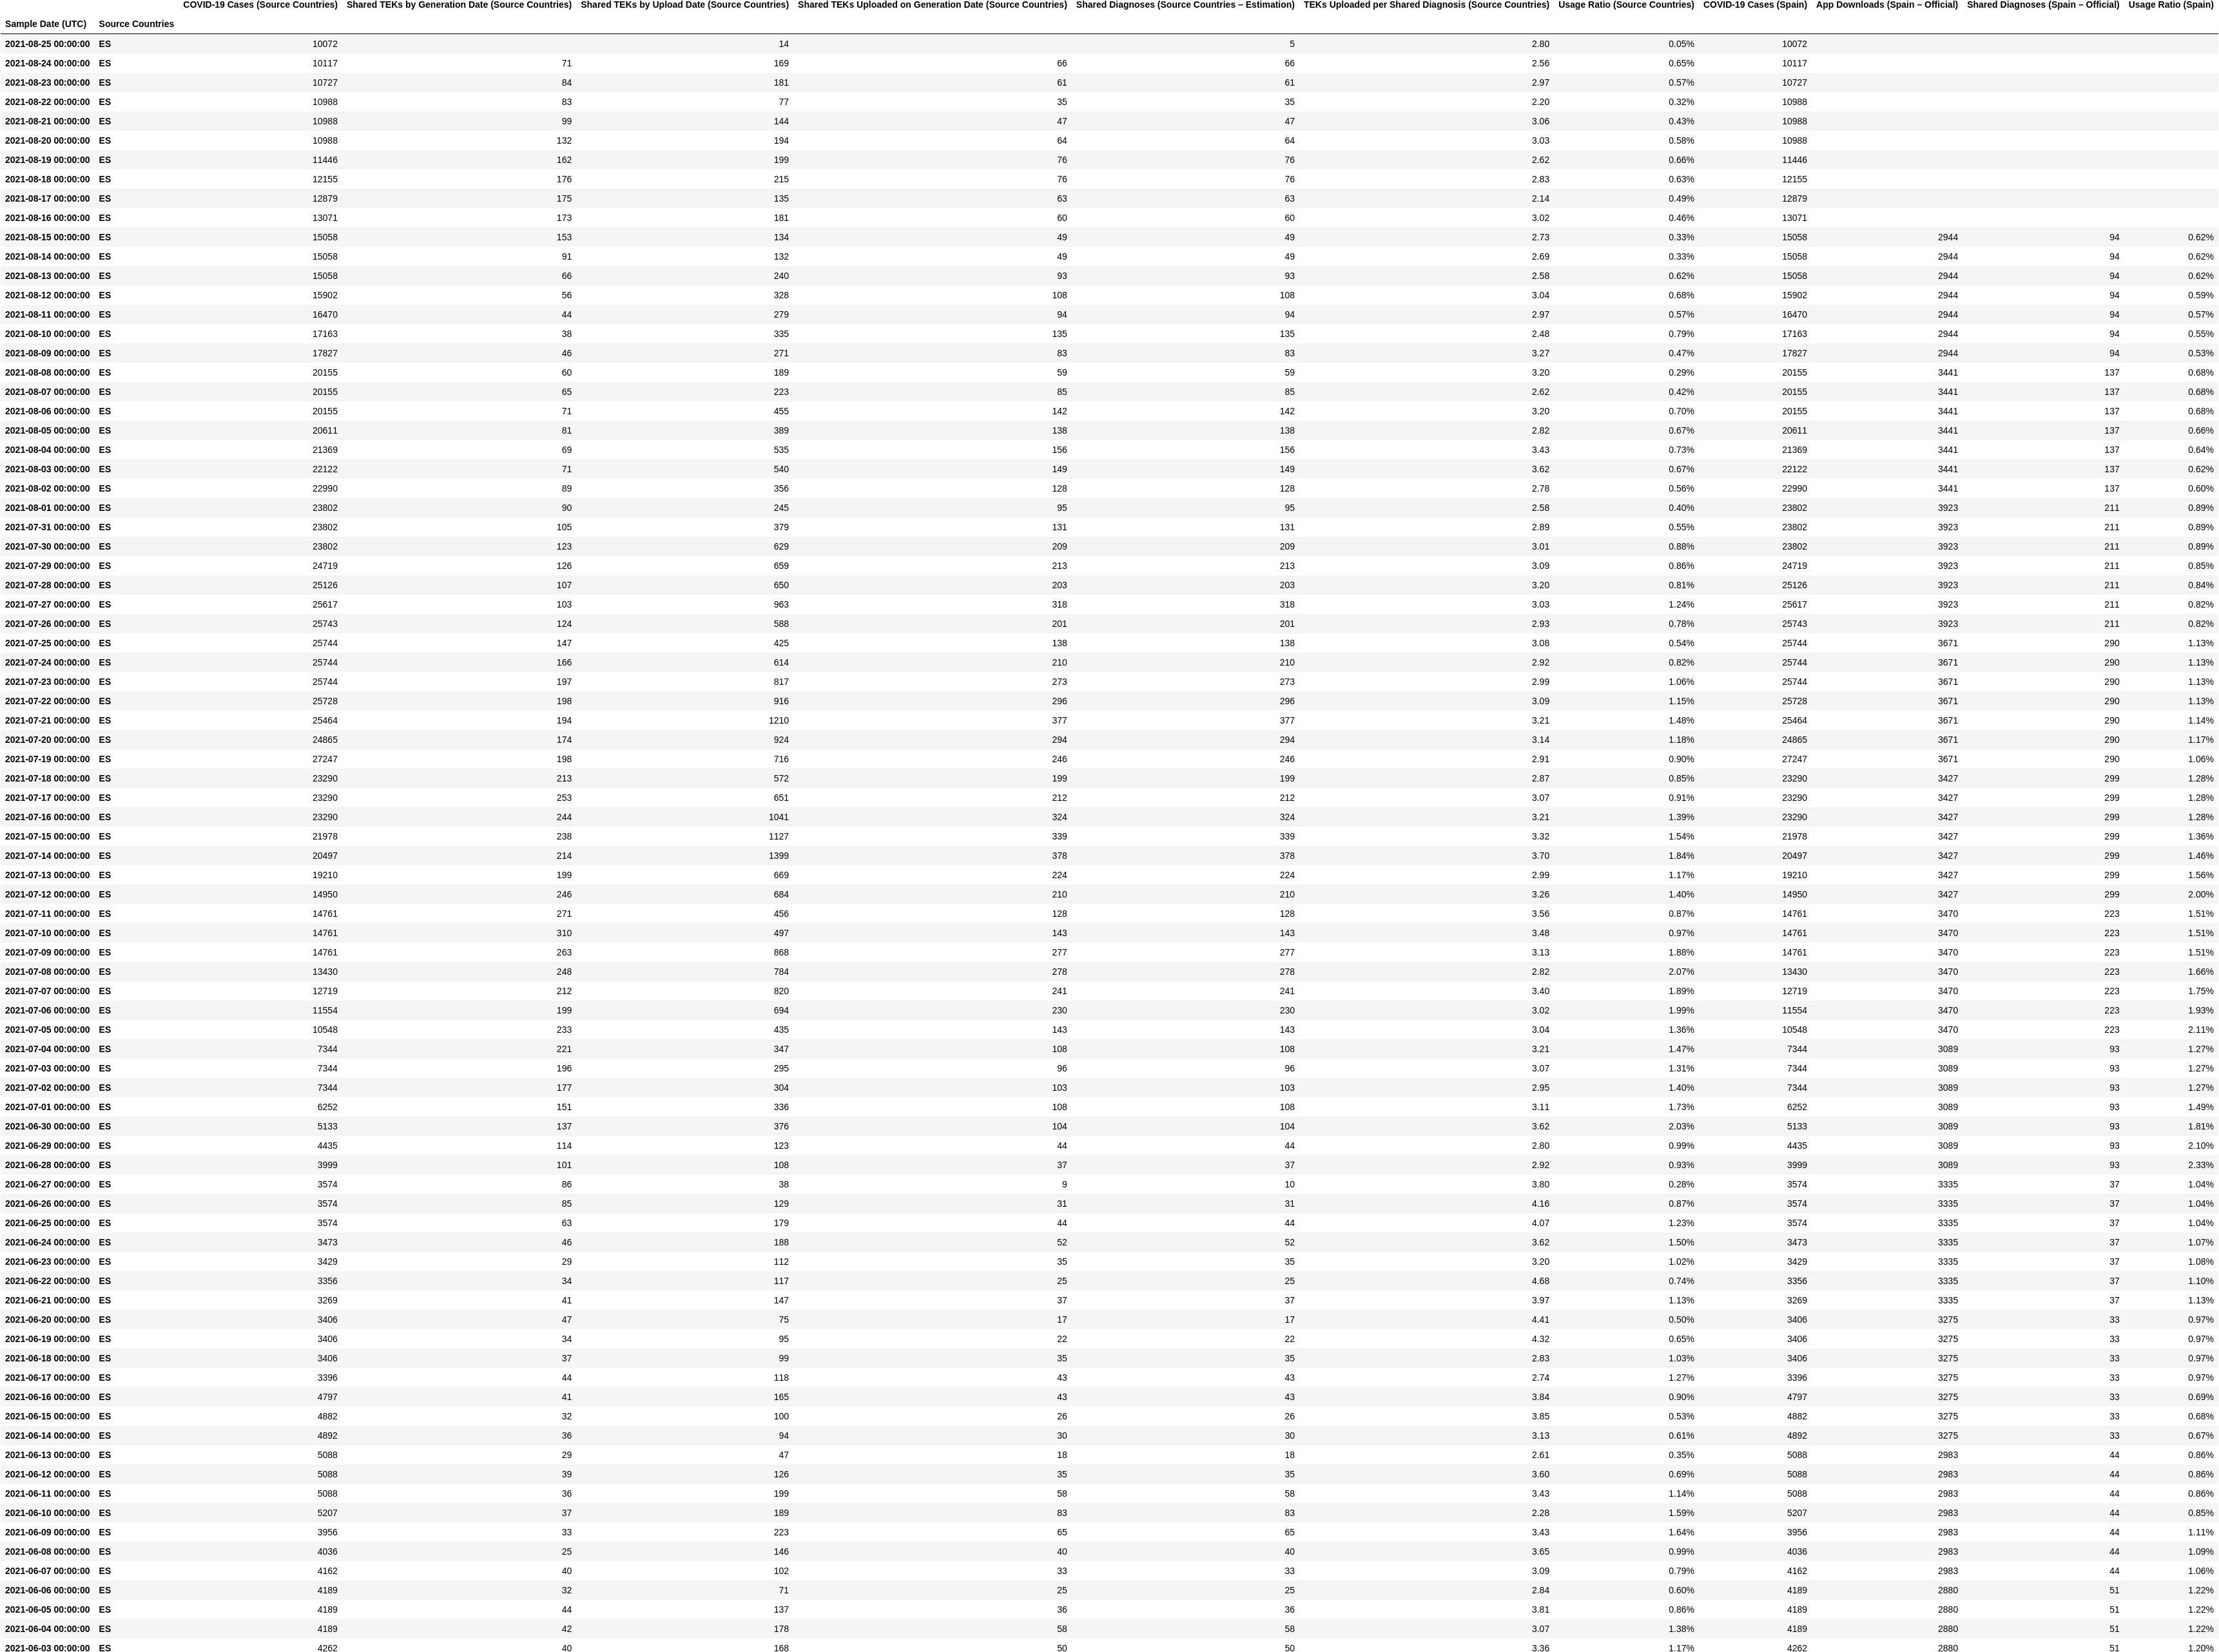 COVID-19 Cases (Source Countries) Shared TEKs by Generation Date (Source Countries) Shared TEKs by Upload Date (Source Countries) Shared TEKs Uploaded on Generation Date (Source Countries) Shared Diagnoses (Source Countries – Estimation) TEKs Uploaded per Shared Diagnosis (Source Countries) Usage Ratio (Source Countries) COVID-19 Cases (Spain) App Downloads (Spain – Official) Shared Diagnoses (Spain – Official) Usage Ratio (Spain)
Sample Date (UTC) Source Countries
2021-08-25 00:00:00 ES 10072 14 5 2.80 0.05% 10072
2021-08-24 00:00:00 ES 10117 71 169 66 66 2.56 0.65% 10117
2021-08-23 00:00:00 ES 10727 84 181 61 61 2.97 0.57% 10727
2021-08-22 00:00:00 ES 10988 83 77 35 35 2.20 0.32% 10988
2021-08-21 00:00:00 ES 10988 99 144 47 47 3.06 0.43% 10988
2021-08-20 00:00:00 ES 10988 132 194 64 64 3.03 0.58% 10988
2021-08-19 00:00:00 ES 11446 162 199 76 76 2.62 0.66% 11446
2021-08-18 00:00:00 ES 12155 176 215 76 76 2.83 0.63% 12155
2021-08-17 00:00:00 ES 12879 175 135 63 63 2.14 0.49% 12879
2021-08-16 00:00:00 ES 13071 173 181 60 60 3.02 0.46% 13071
2021-08-15 00:00:00 ES 15058 153 134 49 49 2.73 0.33% 15058 2944 94 0.62%
2021-08-14 00:00:00 ES 15058 91 132 49 49 2.69 0.33% 15058 2944 94 0.62%
2021-08-13 00:00:00 ES 15058 66 240 93 93 2.58 0.62% 15058 2944 94 0.62%
2021-08-12 00:00:00 ES 15902 56 328 108 108 3.04 0.68% 15902 2944 94 0.59%
2021-08-11 00:00:00 ES 16470 44 279 94 94 2.97 0.57% 16470 2944 94 0.57%
2021-08-10 00:00:00 ES 17163 38 335 135 135 2.48 0.79% 17163 2944 94 0.55%
2021-08-09 00:00:00 ES 17827 46 271 83 83 3.27 0.47% 17827 2944 94 0.53%
2021-08-08 00:00:00 ES 20155 60 189 59 59 3.20 0.29% 20155 3441 137 0.68%
2021-08-07 00:00:00 ES 20155 65 223 85 85 2.62 0.42% 20155 3441 137 0.68%
2021-08-06 00:00:00 ES 20155 71 455 142 142 3.20 0.70% 20155 3441 137 0.68%
2021-08-05 00:00:00 ES 20611 81 389 138 138 2.82 0.67% 20611 3441 137 0.66%
2021-08-04 00:00:00 ES 21369 69 535 156 156 3.43 0.73% 21369 3441 137 0.64%
2021-08-03 00:00:00 ES 22122 71 540 149 149 3.62 0.67% 22122 3441 137 0.62%
2021-08-02 00:00:00 ES 22990 89 356 128 128 2.78 0.56% 22990 3441 137 0.60%
2021-08-01 00:00:00 ES 23802 90 245 95 95 2.58 0.40% 23802 3923 211 0.89%
2021-07-31 00:00:00 ES 23802 105 379 131 131 2.89 0.55% 23802 3923 211 0.89%
2021-07-30 00:00:00 ES 23802 123 629 209 209 3.01 0.88% 23802 3923 211 0.89%
2021-07-29 00:00:00 ES 24719 126 659 213 213 3.09 0.86% 24719 3923 211 0.85%
2021-07-28 00:00:00 ES 25126 107 650 203 203 3.20 0.81% 25126 3923 211 0.84%
2021-07-27 00:00:00 ES 25617 103 963 318 318 3.03 1.24% 25617 3923 211 0.82%
2021-07-26 00:00:00 ES 25743 124 588 201 201 2.93 0.78% 25743 3923 211 0.82%
2021-07-25 00:00:00 ES 25744 147 425 138 138 3.08 0.54% 25744 3671 290 1.13%
2021-07-24 00:00:00 ES 25744 166 614 210 210 2.92 0.82% 25744 3671 290 1.13%
2021-07-23 00:00:00 ES 25744 197 817 273 273 2.99 1.06% 25744 3671 290 1.13%
2021-07-22 00:00:00 ES 25728 198 916 296 296 3.09 1.15% 25728 3671 290 1.13%
2021-07-21 00:00:00 ES 25464 194 1210 377 377 3.21 1.48% 25464 3671 290 1.14%
2021-07-20 00:00:00 ES 24865 174 924 294 294 3.14 1.18% 24865 3671 290 1.17%
2021-07-19 00:00:00 ES 27247 198 716 246 246 2.91 0.90% 27247 3671 290 1.06%
2021-07-18 00:00:00 ES 23290 213 572 199 199 2.87 0.85% 23290 3427 299 1.28%
2021-07-17 00:00:00 ES 23290 253 651 212 212 3.07 0.91% 23290 3427 299 1.28%
2021-07-16 00:00:00 ES 23290 244 1041 324 324 3.21 1.39% 23290 3427 299 1.28%
2021-07-15 00:00:00 ES 21978 238 1127 339 339 3.32 1.54% 21978 3427 299 1.36%
2021-07-14 00:00:00 ES 20497 214 1399 378 378 3.70 1.84% 20497 3427 299 1.46%
2021-07-13 00:00:00 ES 19210 199 669 224 224 2.99 1.17% 19210 3427 299 1.56%
2021-07-12 00:00:00 ES 14950 246 684 210 210 3.26 1.40% 14950 3427 299 2.00%
2021-07-11 00:00:00 ES 14761 271 456 128 128 3.56 0.87% 14761 3470 223 1.51%
2021-07-10 00:00:00 ES 14761 310 497 143 143 3.48 0.97% 14761 3470 223 1.51%
2021-07-09 00:00:00 ES 14761 263 868 277 277 3.13 1.88% 14761 3470 223 1.51%
2021-07-08 00:00:00 ES 13430 248 784 278 278 2.82 2.07% 13430 3470 223 1.66%
2021-07-07 00:00:00 ES 12719 212 820 241 241 3.40 1.89% 12719 3470 223 1.75%
2021-07-06 00:00:00 ES 11554 199 694 230 230 3.02 1.99% 11554 3470 223 1.93%
2021-07-05 00:00:00 ES 10548 233 435 143 143 3.04 1.36% 10548 3470 223 2.11%
2021-07-04 00:00:00 ES 7344 221 347 108 108 3.21 1.47% 7344 3089 93 1.27%
2021-07-03 00:00:00 ES 7344 196 295 96 96 3.07 1.31% 7344 3089 93 1.27%
2021-07-02 00:00:00 ES 7344 177 304 103 103 2.95 1.40% 7344 3089 93 1.27%
2021-07-01 00:00:00 ES 6252 151 336 108 108 3.11 1.73% 6252 3089 93 1.49%
2021-06-30 00:00:00 ES 5133 137 376 104 104 3.62 2.03% 5133 3089 93 1.81%
2021-06-29 00:00:00 ES 4435 114 123 44 44 2.80 0.99% 4435 3089 93 2.10%
2021-06-28 00:00:00 ES 3999 101 108 37 37 2.92 0.93% 3999 3089 93 2.33%
2021-06-27 00:00:00 ES 3574 86 38 9 10 3.80 0.28% 3574 3335 37 1.04%
2021-06-26 00:00:00 ES 3574 85 129 31 31 4.16 0.87% 3574 3335 37 1.04%
2021-06-25 00:00:00 ES 3574 63 179 44 44 4.07 1.23% 3574 3335 37 1.04%
2021-06-24 00:00:00 ES 3473 46 188 52 52 3.62 1.50% 3473 3335 37 1.07%
2021-06-23 00:00:00 ES 3429 29 112 35 35 3.20 1.02% 3429 3335 37 1.08%
2021-06-22 00:00:00 ES 3356 34 117 25 25 4.68 0.74% 3356 3335 37 1.10%
2021-06-21 00:00:00 ES 3269 41 147 37 37 3.97 1.13% 3269 3335 37 1.13%
2021-06-20 00:00:00 ES 3406 47 75 17 17 4.41 0.50% 3406 3275 33 0.97%
2021-06-19 00:00:00 ES 3406 34 95 22 22 4.32 0.65% 3406 3275 33 0.97%
2021-06-18 00:00:00 ES 3406 37 99 35 35 2.83 1.03% 3406 3275 33 0.97%
2021-06-17 00:00:00 ES 3396 44 118 43 43 2.74 1.27% 3396 3275 33 0.97%
2021-06-16 00:00:00 ES 4797 41 165 43 43 3.84 0.90% 4797 3275 33 0.69%
2021-06-15 00:00:00 ES 4882 32 100 26 26 3.85 0.53% 4882 3275 33 0.68%
2021-06-14 00:00:00 ES 4892 36 94 30 30 3.13 0.61% 4892 3275 33 0.67%
2021-06-13 00:00:00 ES 5088 29 47 18 18 2.61 0.35% 5088 2983 44 0.86%
2021-06-12 00:00:00 ES 5088 39 126 35 35 3.60 0.69% 5088 2983 44 0.86%
2021-06-11 00:00:00 ES 5088 36 199 58 58 3.43 1.14% 5088 2983 44 0.86%
2021-06-10 00:00:00 ES 5207 37 189 83 83 2.28 1.59% 5207 2983 44 0.85%
2021-06-09 00:00:00 ES 3956 33 223 65 65 3.43 1.64% 3956 2983 44 1.11%
2021-06-08 00:00:00 ES 4036 25 146 40 40 3.65 0.99% 4036 2983 44 1.09%
2021-06-07 00:00:00 ES 4162 40 102 33 33 3.09 0.79% 4162 2983 44 1.06%
2021-06-06 00:00:00 ES 4189 32 71 25 25 2.84 0.60% 4189 2880 51 1.22%
2021-06-05 00:00:00 ES 4189 44 137 36 36 3.81 0.86% 4189 2880 51 1.22%
2021-06-04 00:00:00 ES 4189 42 178 58 58 3.07 1.38% 4189 2880 51 1.22%
2021-06-03 00:00:00 ES 4262 40 168 50 50 3.36 1.17% 4262 2880 51 1.20%